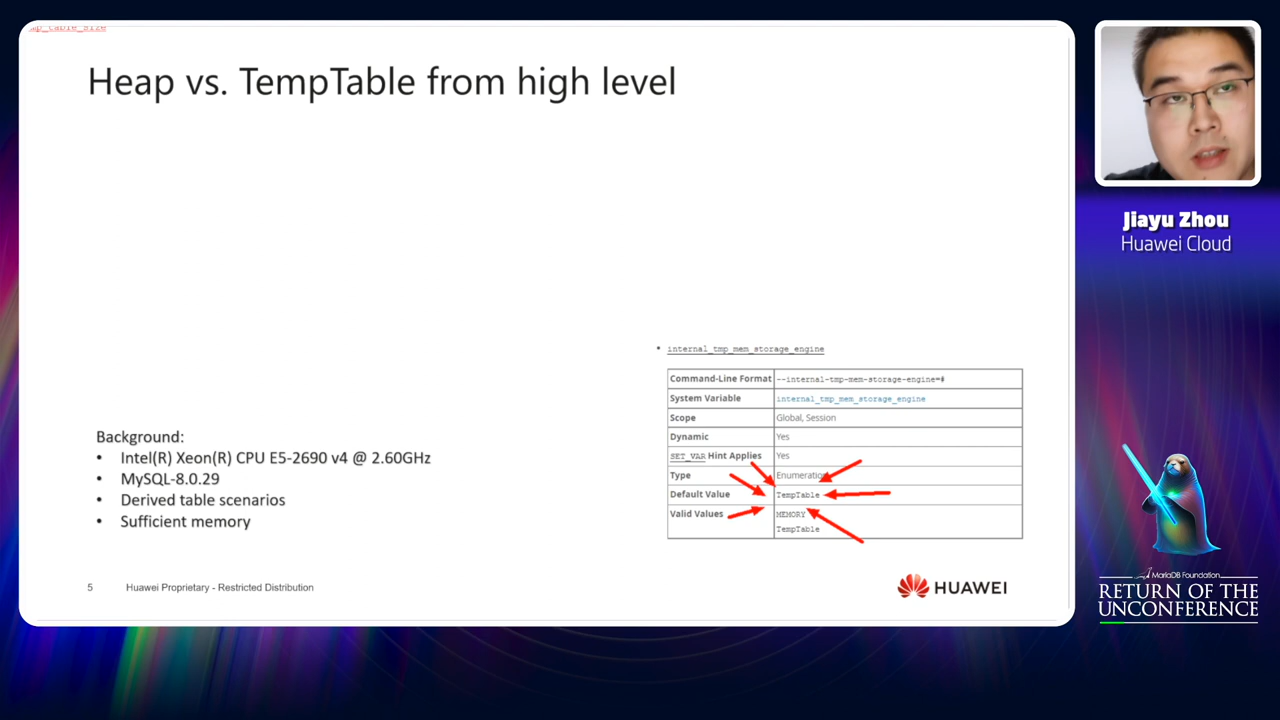 Heap vs. TempTable from high level
internal_tmp_mem_storage_engine
Command-Line Format --internal-tmp-mem-storage-engine=#
System Variable internal_tmp_mem_storage_engine
Scope Global, Session
Dynamic Yes
SET_VAR Hint Applies Yes
Type Enumeration
Default Value TempTable
Valid Values MEMORY
TempTable
Background:
• Intel(R) Xeon(R) CPU E5-2690 v4 @ 2.60GHz
• MySQL-8.0.29
• Derived table scenarios
• Sufficient memory
5 Huawei Proprietary - Restricted Distribution
HUAWEI
Jiayu Zhou
Huawei Cloud
MariaDB Foundation
RETURN OF THE
UNCONFERENCE